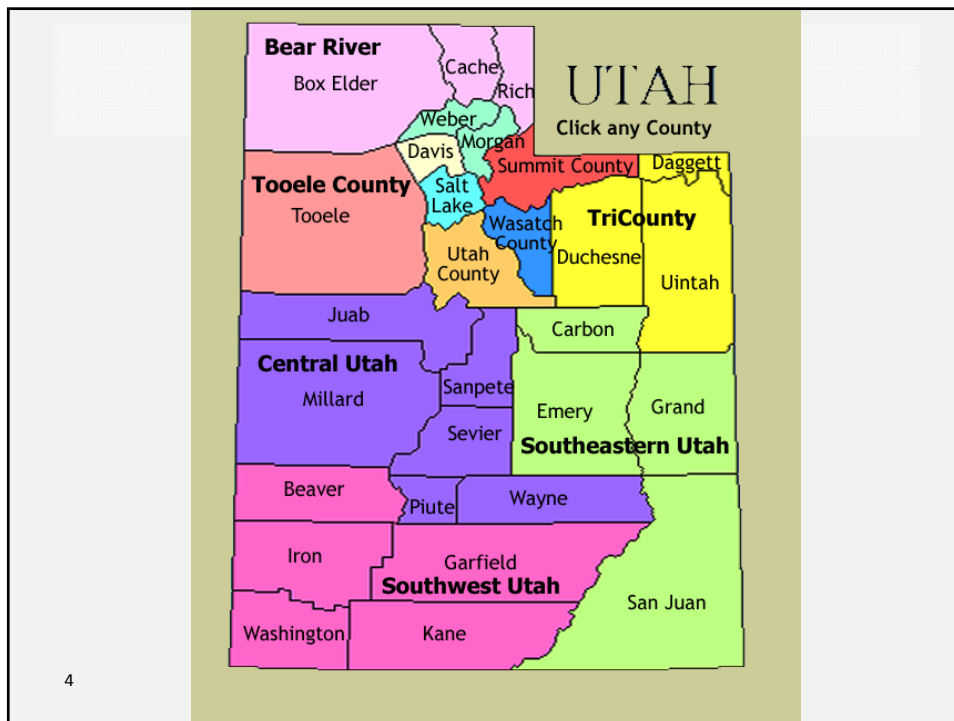 Bear River
Box Elder
Cache
Rich
UTAH
Click any County
Weber
Morgan
Davis
Summit County
Daggett
Tooele County
Tooele
Salt
Lake
Wasatch
County
TriCounty
Duchesne
Uintah
Utah
County
Juab
Carbon
Central Utah
Millard
Sanpete
Emery
Grand
Sevier
Southeastern Utah
Beaver
Piute
Wayne
Iron
Garfield
Southwest Utah
San Juan
Washington
Kane
4